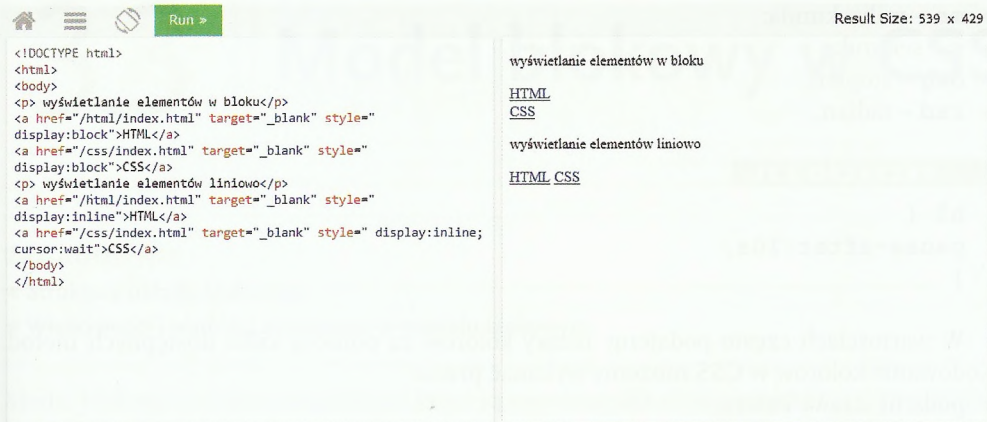 Run »
Result Size: 539 x 429
<!DOCTYPE html>
<html>
<body>
<p> wyświetlanie elementów w bloku</p>
<a href="/html/index.html" target="_blank" style="
display:block">HTML</a>
<a href="/css/index.html" target="_blank" style="
display:block">CSS</a>
<p> wyświetlanie elementów liniowo</p>
<a href="/html/index.html" target="_blank" style="
display:inline">HTML</a>
<a href="/css/index.html" target="_blank" style=" display:inline;
cursor:wait">CSS</a>
</body>
</html>
wyświetlanie elementów w bloku
HTML
CSS
wyświetlanie elementów liniowo
HTML CSS